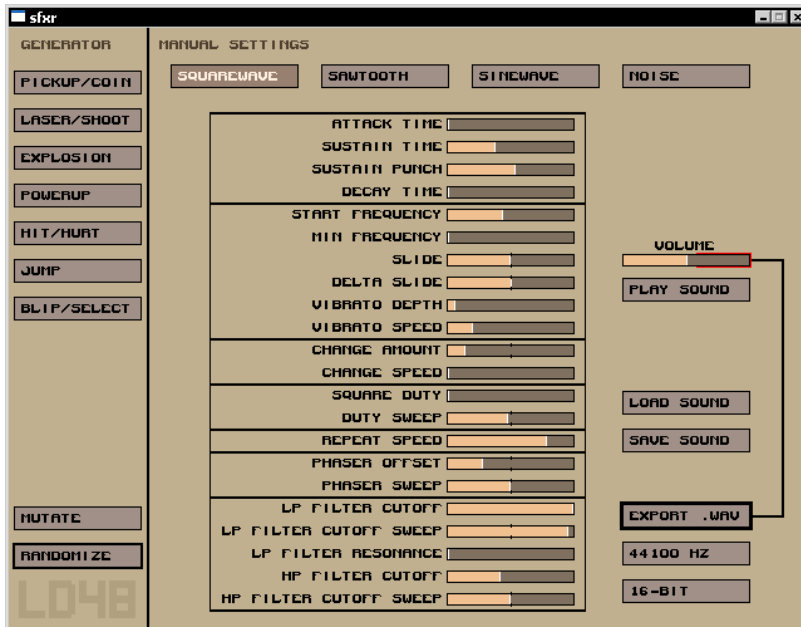 sfxr
GENERATOR
PICKUP/COIN
LASER/SHOOT
EXPLOSION
POWERUP
HIT/HURT
JUMP
BLIP/SELECT
MUTATE
RANDOMIZE
LD48
MANUAL SETTINGS
SQUAREWAVE
SAWTOOTH
SINEWAVE
NOISE
ATTACK TIME
SUSTAIN TIME
SUSTAIN PUNCH
DECAY TIME
START FREQUENCY
MIN FREQUENCY
SLIDE
DELTA SLIDE
VIBRATO DEPTH
VIBRATO SPEED
CHANGE AMOUNT
CHANGE SPEED
SQUARE DUTY
DUTY SWEEP
REPEAT SPEED
PHASER OFFSET
PHASER SWEEP
LP FILTER CUTOFF
LP FILTER CUTOFF SWEEP
LP FILTER RESONANCE
HP FILTER CUTOFF
HP FILTER CUTOFF SWEEP
VOLUME
PLAY SOUND
LOAD SOUND
SAVE SOUND
EXPORT .WAV
44100 HZ
16-BIT